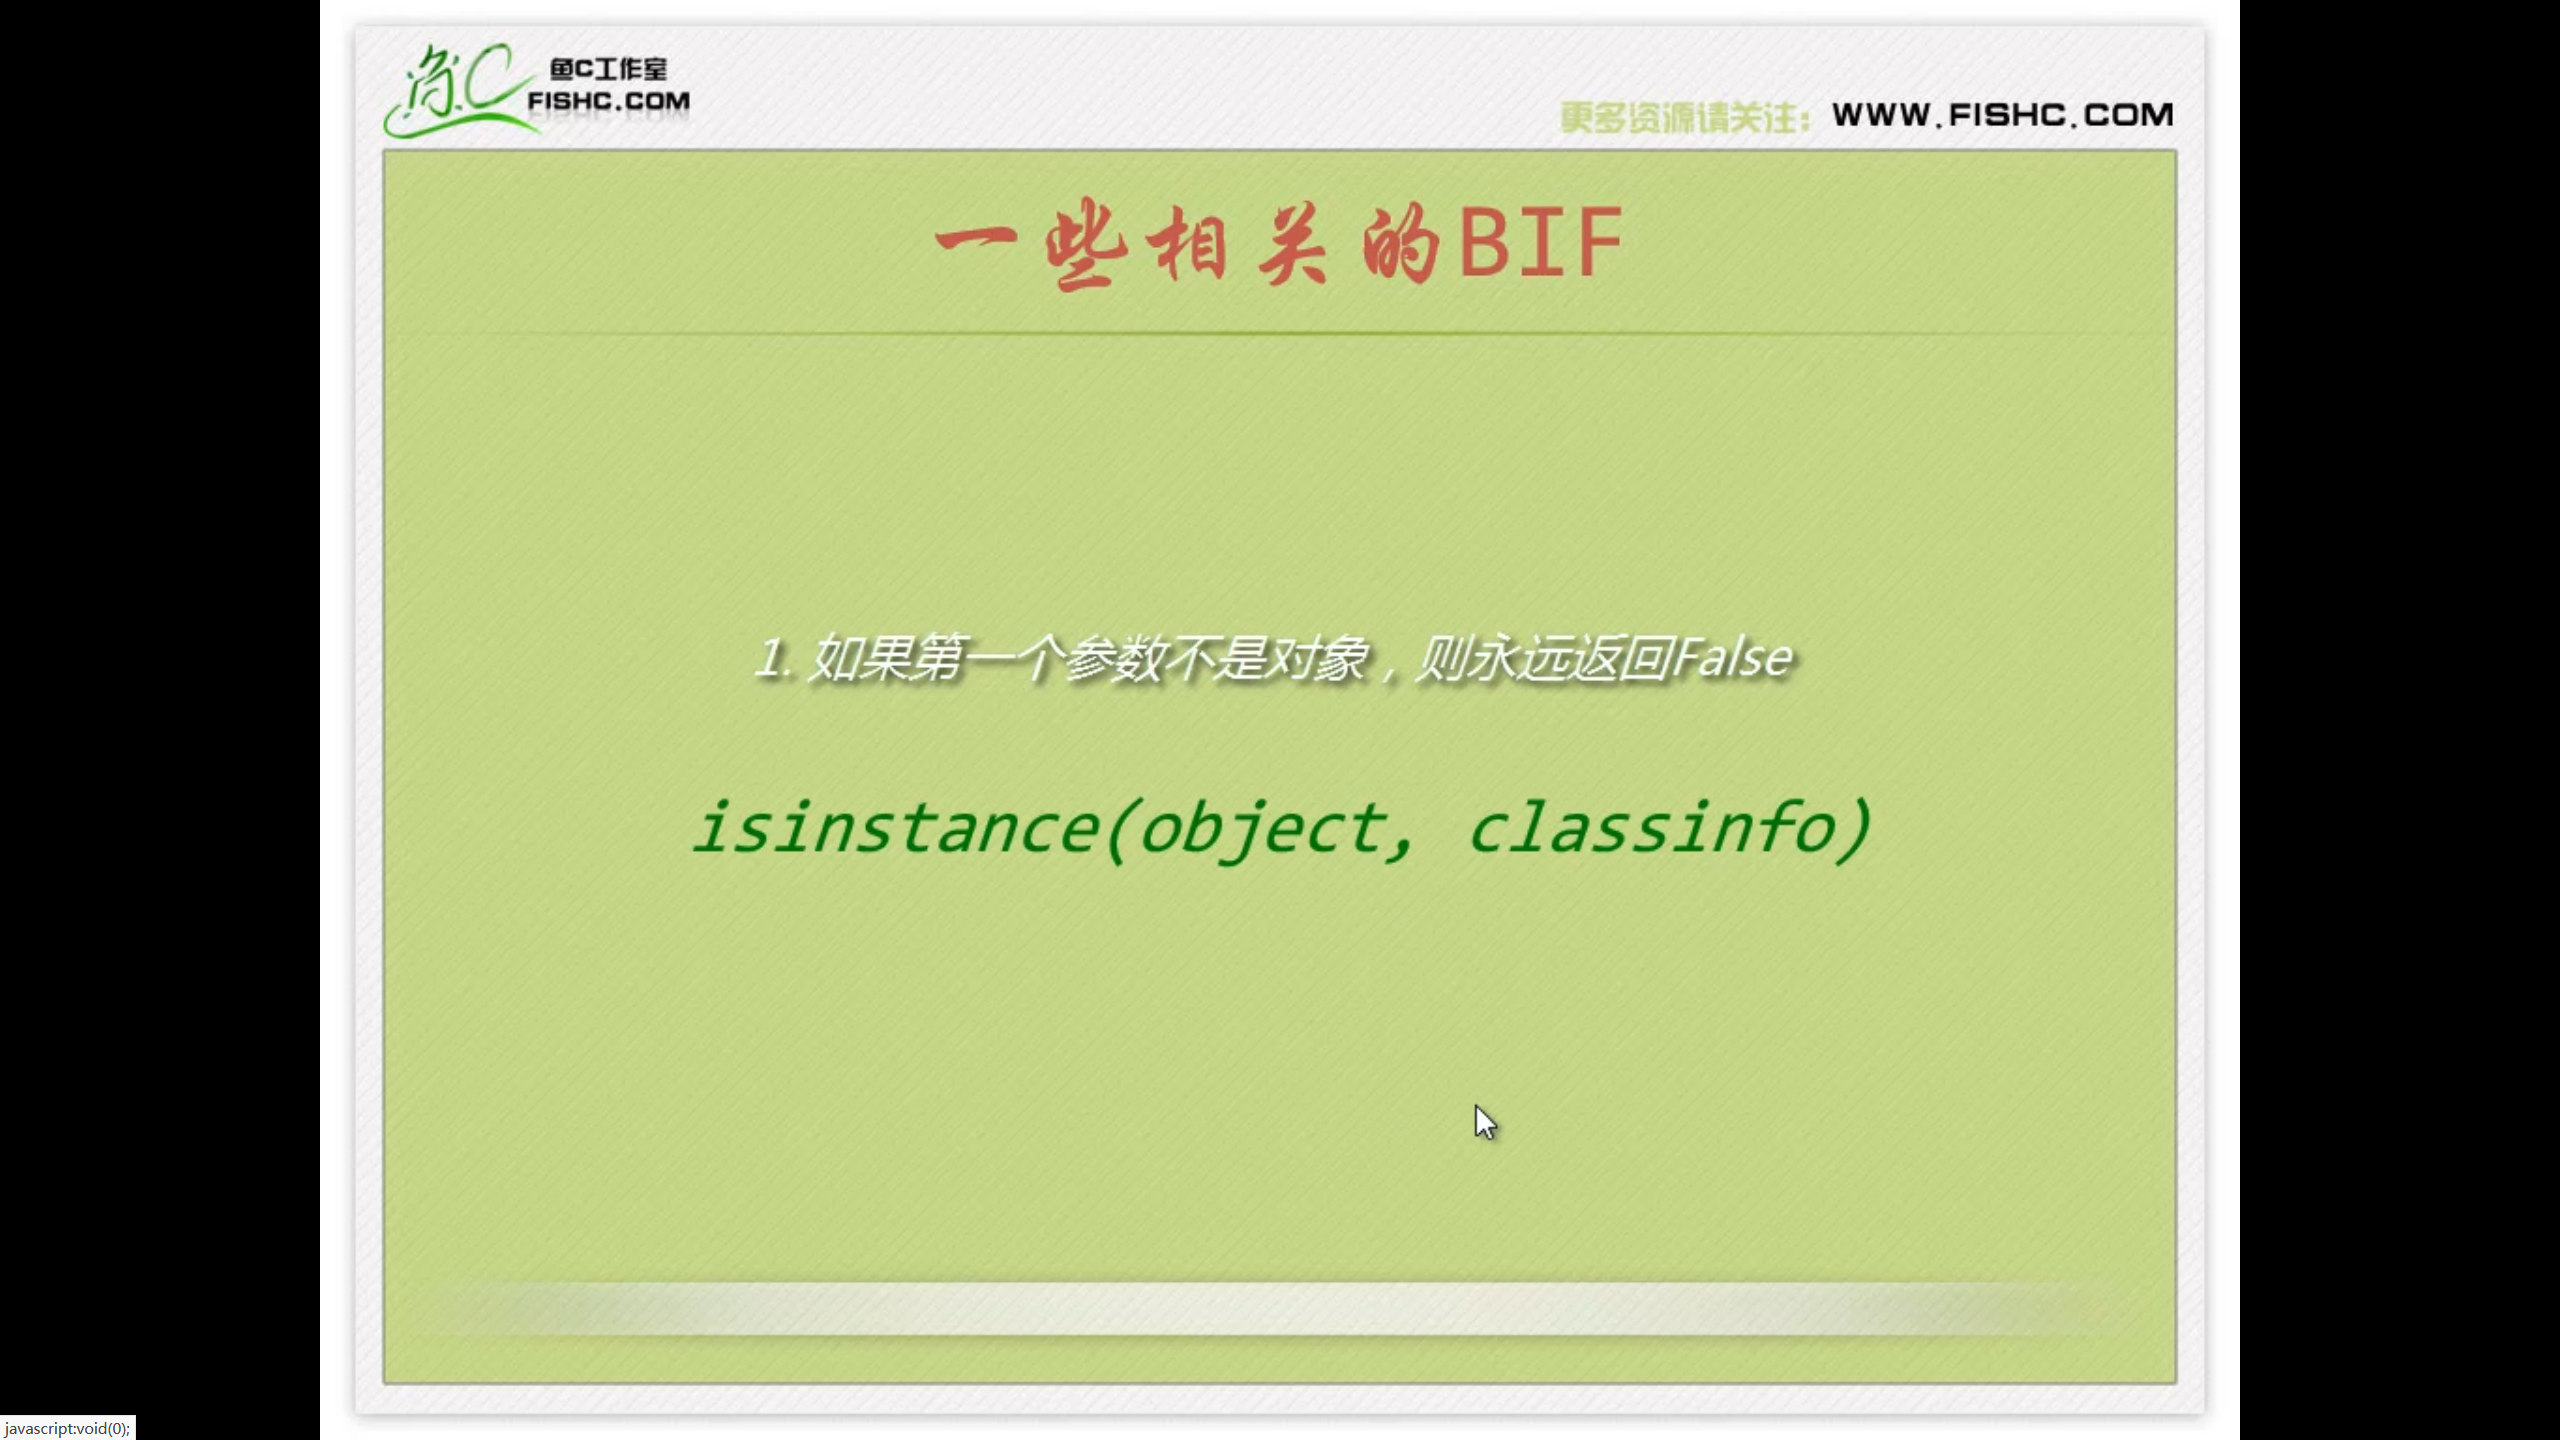 鱼C工作室
FISHC.COM
更多资源请关注： WWW.FISHC.COM
一些相关的BIF
1. 如果第一个参数不是对象，则永远返回False
isinstance(object, classinfo)
javascript:void(0);